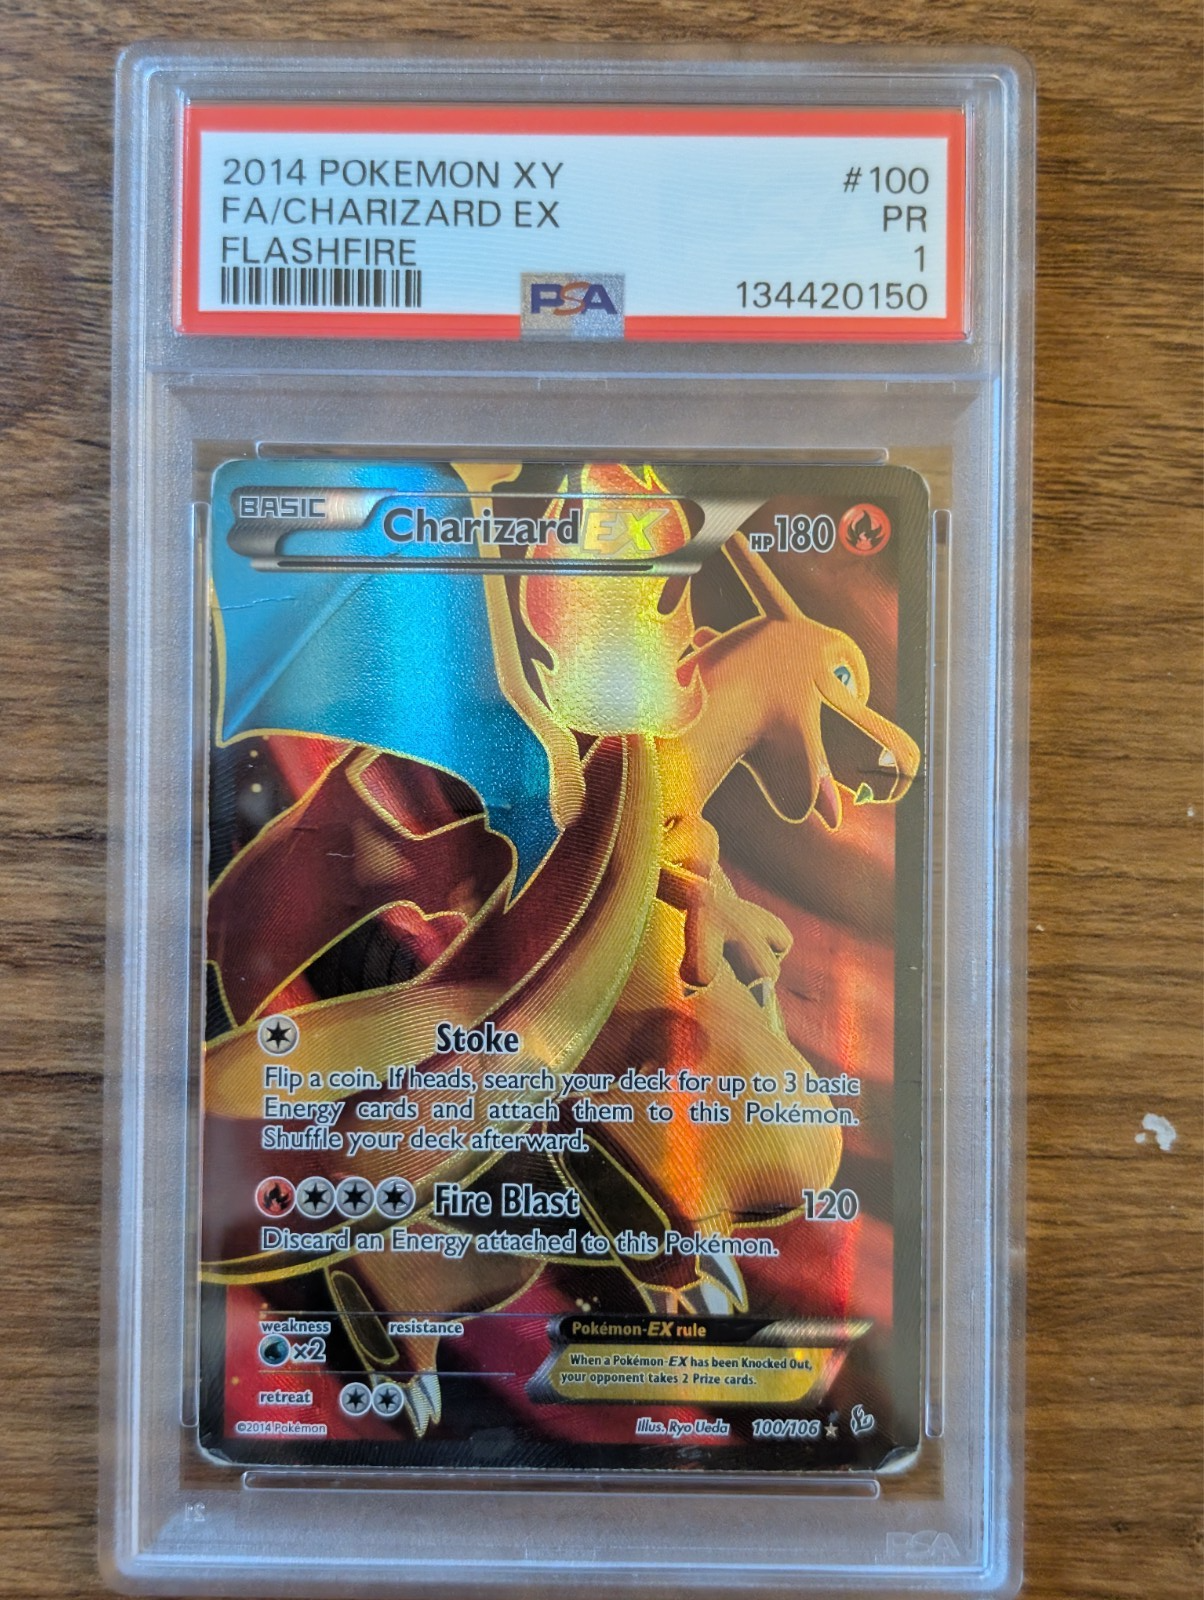 2014 POKEMON XY
#100
FA/CHARIZARD EX
PR
FLASHFIRE
1
PSA
134420150
BASIC
Charizard EX
HP180
Stoke
Flip a coin. If heads, search your deck for up to 3 basic
Energy cards and attach them to this Pokémon.
Shuffle your deck afterward.
Fire Blast
120
Discard an Energy attached to this Pokémon.
weakness
resistance
×2
retreat
Pokémon-EX rule
When a Pokémon-EX has been Knocked Out,
your opponent takes 2 Prize cards.
©2014 Pokémon
Illus. Ryo Ueda
100/106
PSA